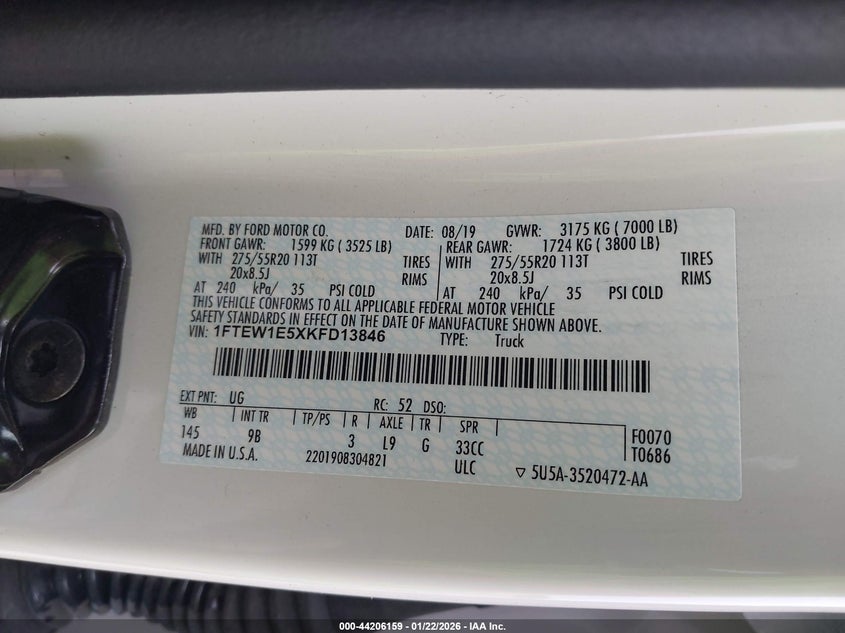 MFD. BY FORD MOTOR CO. DATE: 08/19 GVWR: 3175 KG ( 7000 LB)
FRONT GAWR: 1599 KG ( 3525 LB) REAR GAWR: 1724 KG ( 3800 LB)
WITH 275/55R20 113T TIRES WITH 275/55R20 113T TIRES
20x8.5J RIMS 20x8.5J RIMS
AT 240 kPa/ 35 PSI COLD AT 240 kPa/ 35 PSI COLD
THIS VEHICLE CONFORMS TO ALL APPLICABLE FEDERAL MOTOR VEHICLE
SAFETY STANDARDS IN EFFECT ON THE DATE OF MANUFACTURE SHOWN ABOVE.
VIN: 1FTEW1E5XKFD13846 TYPE: Truck
EXT PNT: UG RC: 52 DSO:
WB INT TR TP/PS R AXLE TR SPR F0070
145 9B 3 L9 G 33CC T0686
MADE IN U.S.A. 2201908304821 ULC ▽ 5U5A-3520472-AA
000-44206159 - 01/22/2026 - IAA Inc.